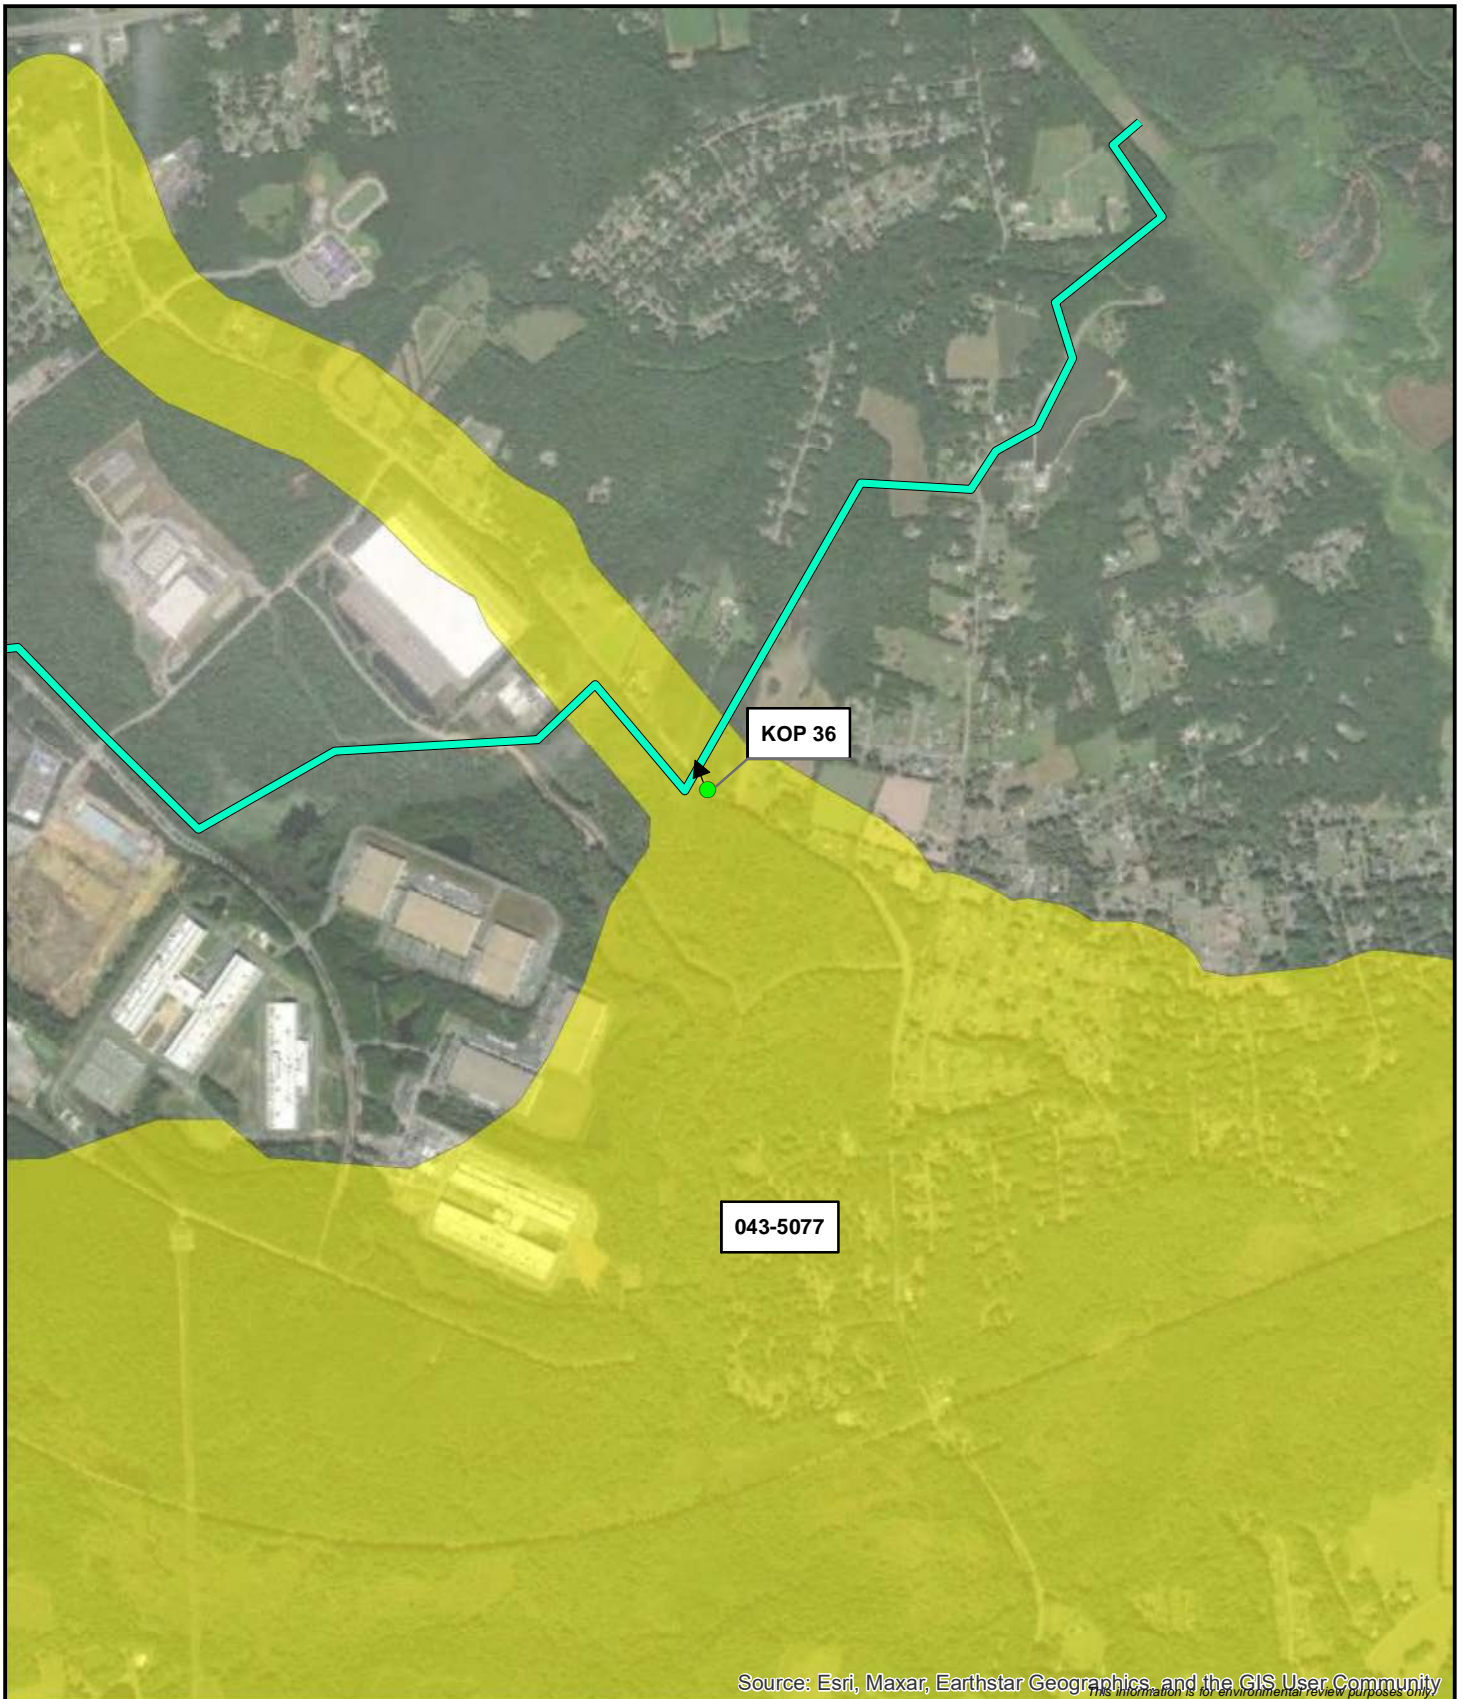 KOP 36
043-5077
Source: Esri, Maxar, Earthstar Geographics, and the GIS User Community
This information is for environmental review purposes only.